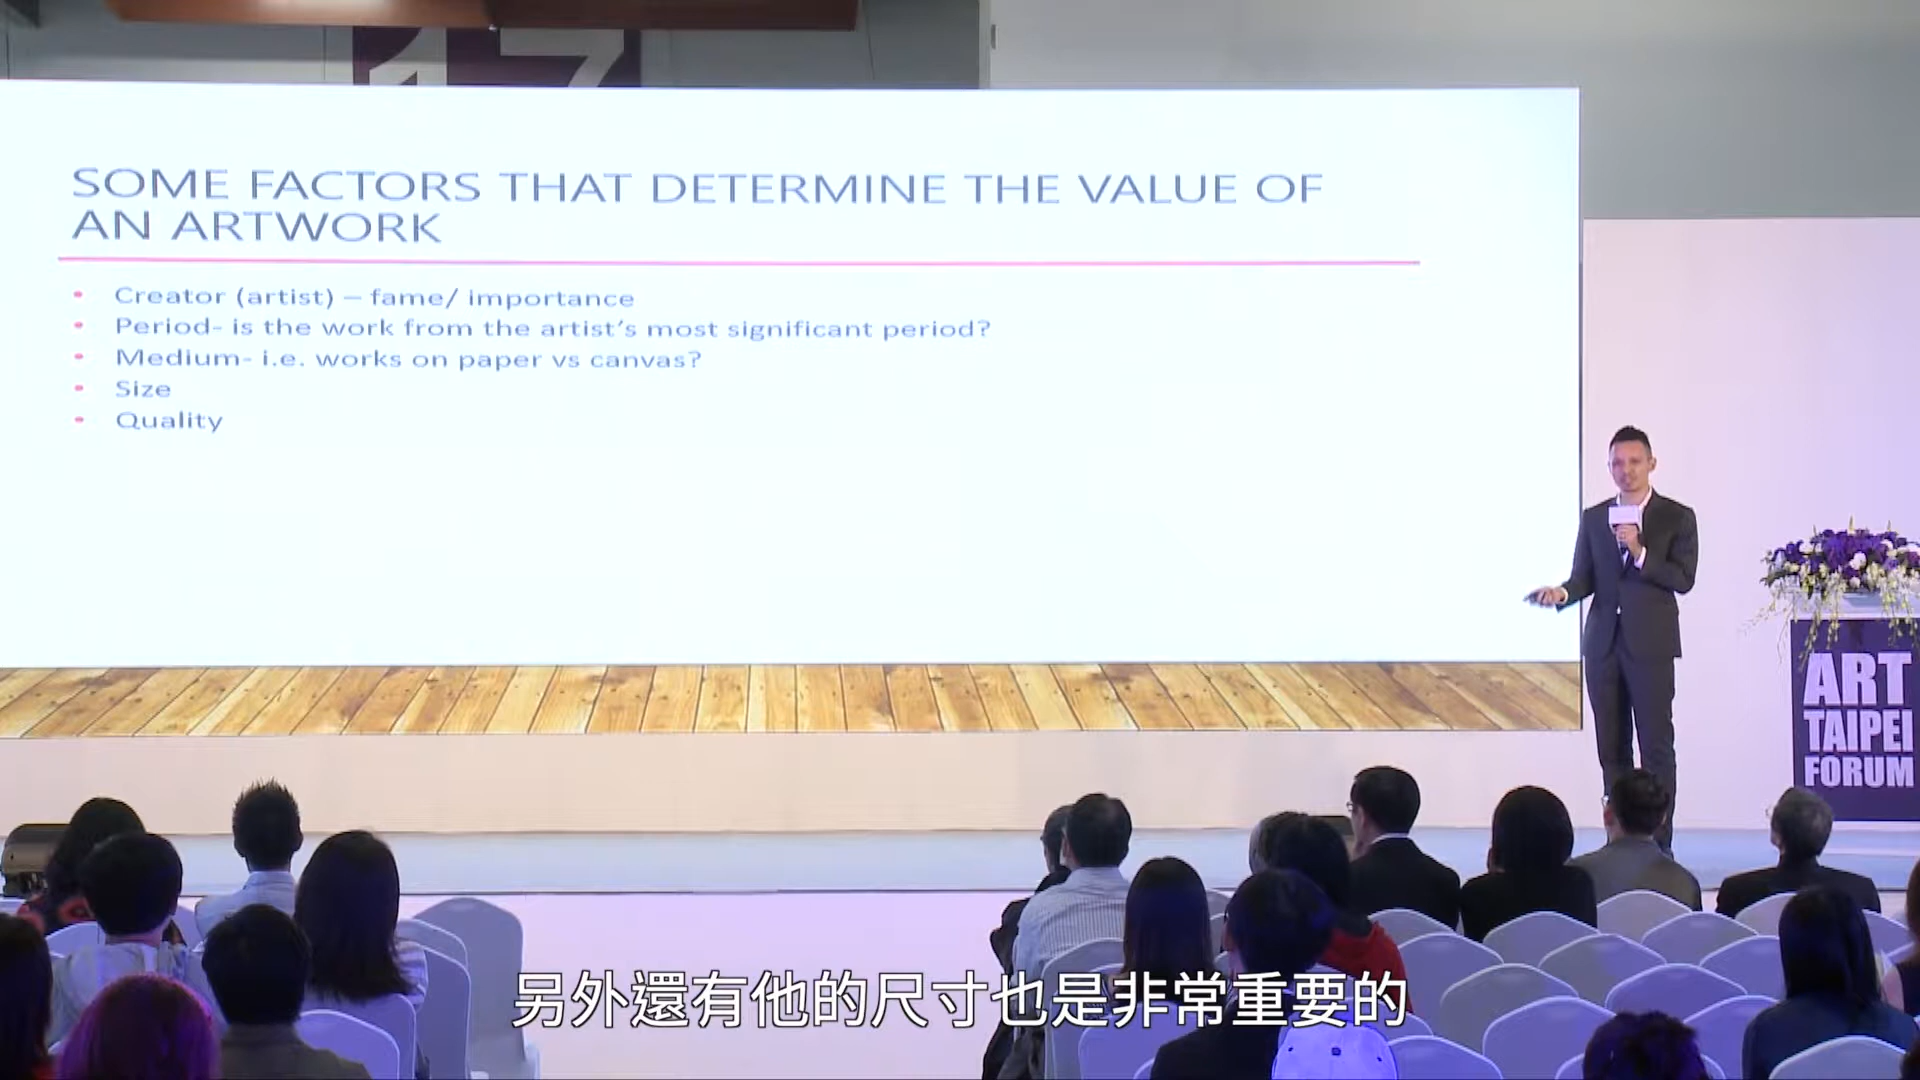 17
SOME FACTORS THAT DETERMINE THE VALUE OF
AN ARTWORK
• Creator (artist) – fame/ importance
• Period- is the work from the artist's most significant period?
• Medium- i.e. works on paper vs canvas?
• Size
• Quality
ART
TAIPEI
FORUM
另外還有他的尺寸也是非常重要的